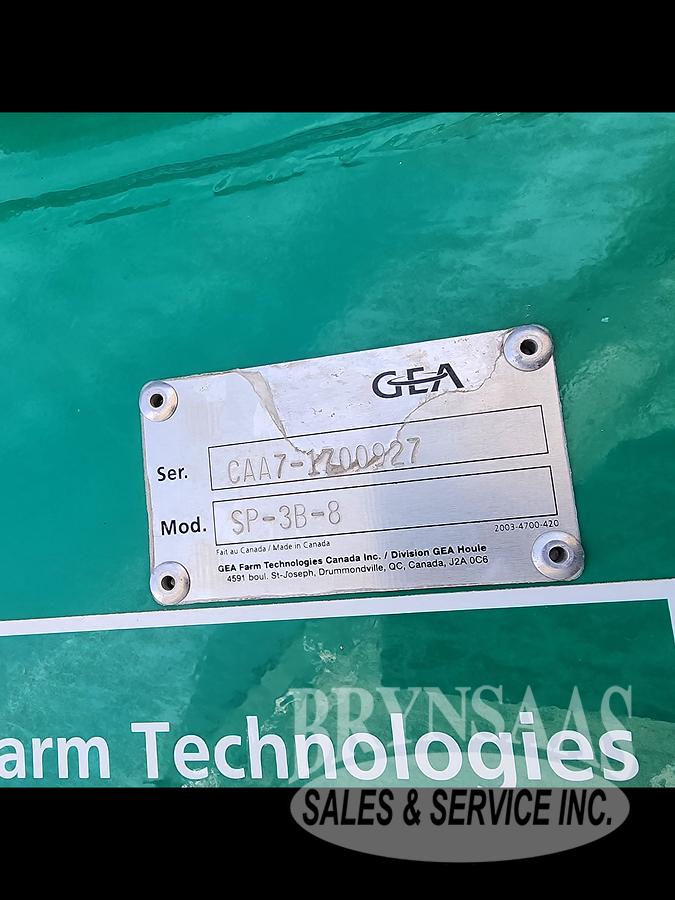 GEA
Ser. CAA7-1700927
Mod. SP-3B-8
Fait au Canada / Made in Canada 2003-4700-420
GEA Farm Technologies Canada Inc. / Division GEA Houle
4591 boul. St-Joseph, Drummondville, QC, Canada, J2A 0C6
arm Technologies
BRYNSAAS
SALES & SERVICE INC.